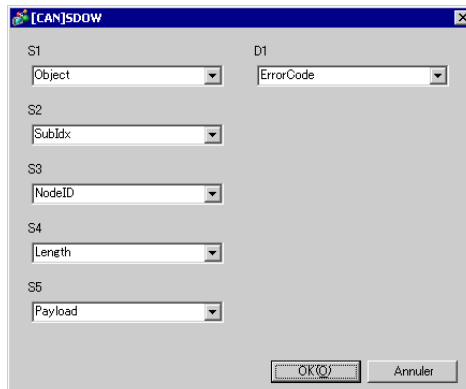 [CAN]SDOW
S1
D1
Object
ErrorCode
S2
SubIdx
S3
NodeID
S4
Length
S5
Payload
OK(O)
Annuler